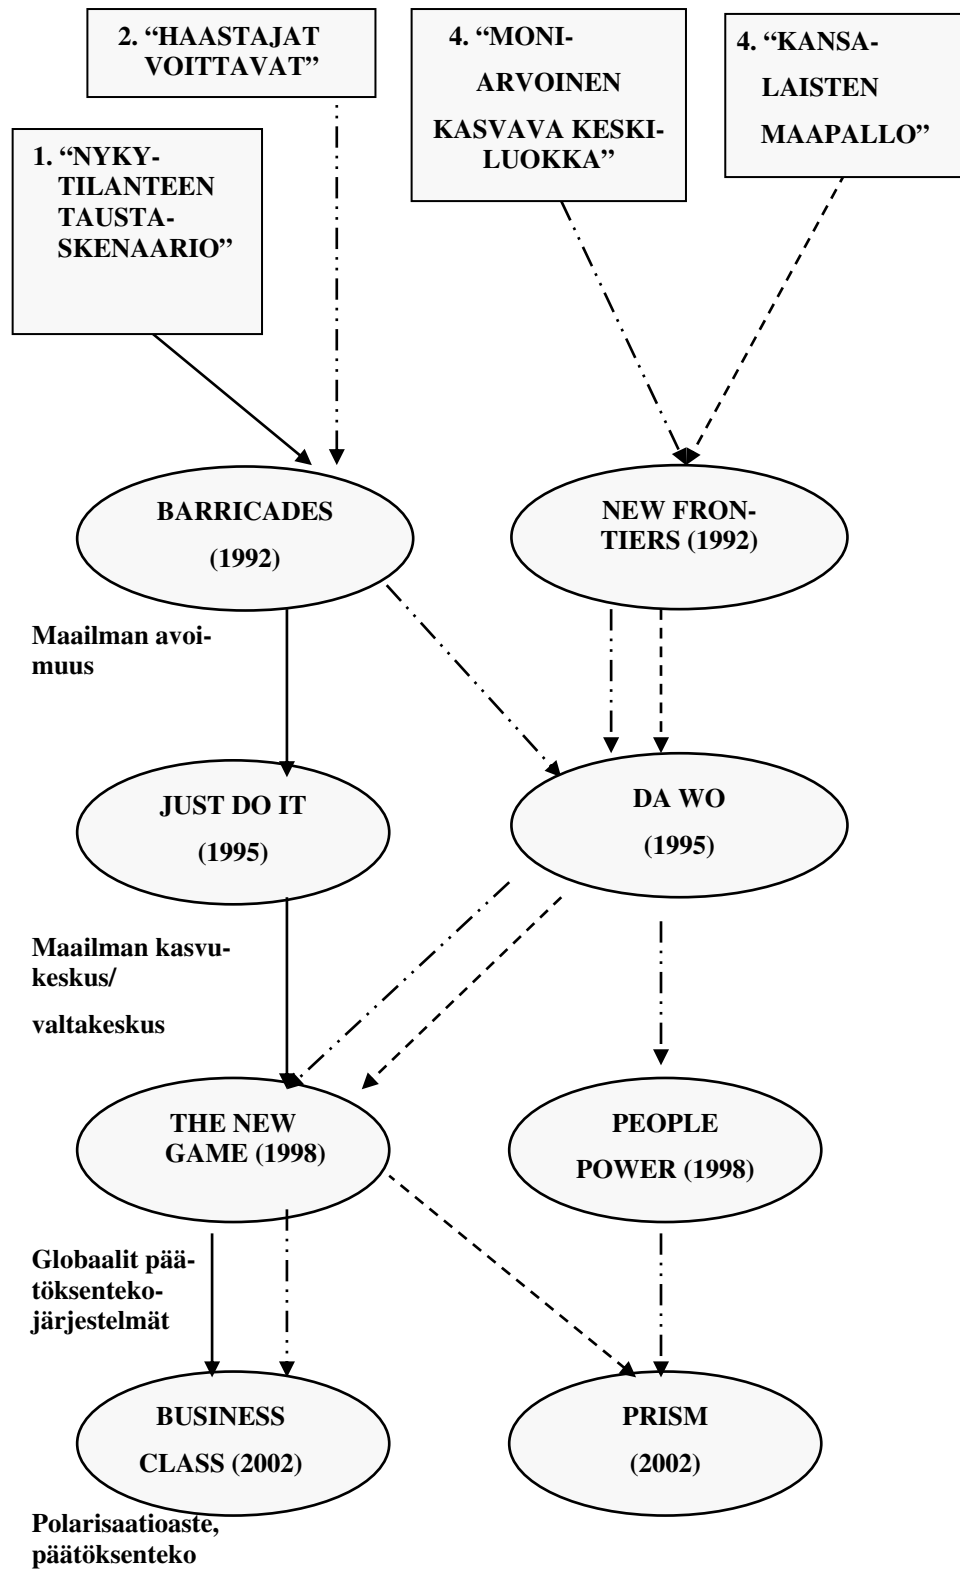 2. “HAASTAJAT
VOITTAVAT”
4. “MONI-
ARVOINEN
KASVAVA KESKI-
LUOKKA”
4. “KANSA-
LAISTEN
MAAPALLO”
1. “NYKY-
TILANTEEN
TAUSTA-
SKENAARIO”
BARRICADES
(1992)
NEW FRON-
TIERS (1992)
Maailman avoi-
muus
JUST DO IT
(1995)
DA WO
(1995)
Maailman kasvu-
keskus/
valtakeskus
THE NEW
GAME (1998)
PEOPLE
POWER (1998)
Globaalit pää-
töksenteko-
järjestelmät
BUSINESS
CLASS (2002)
PRISM
(2002)
Polarisaatioaste,
päätöksenteko